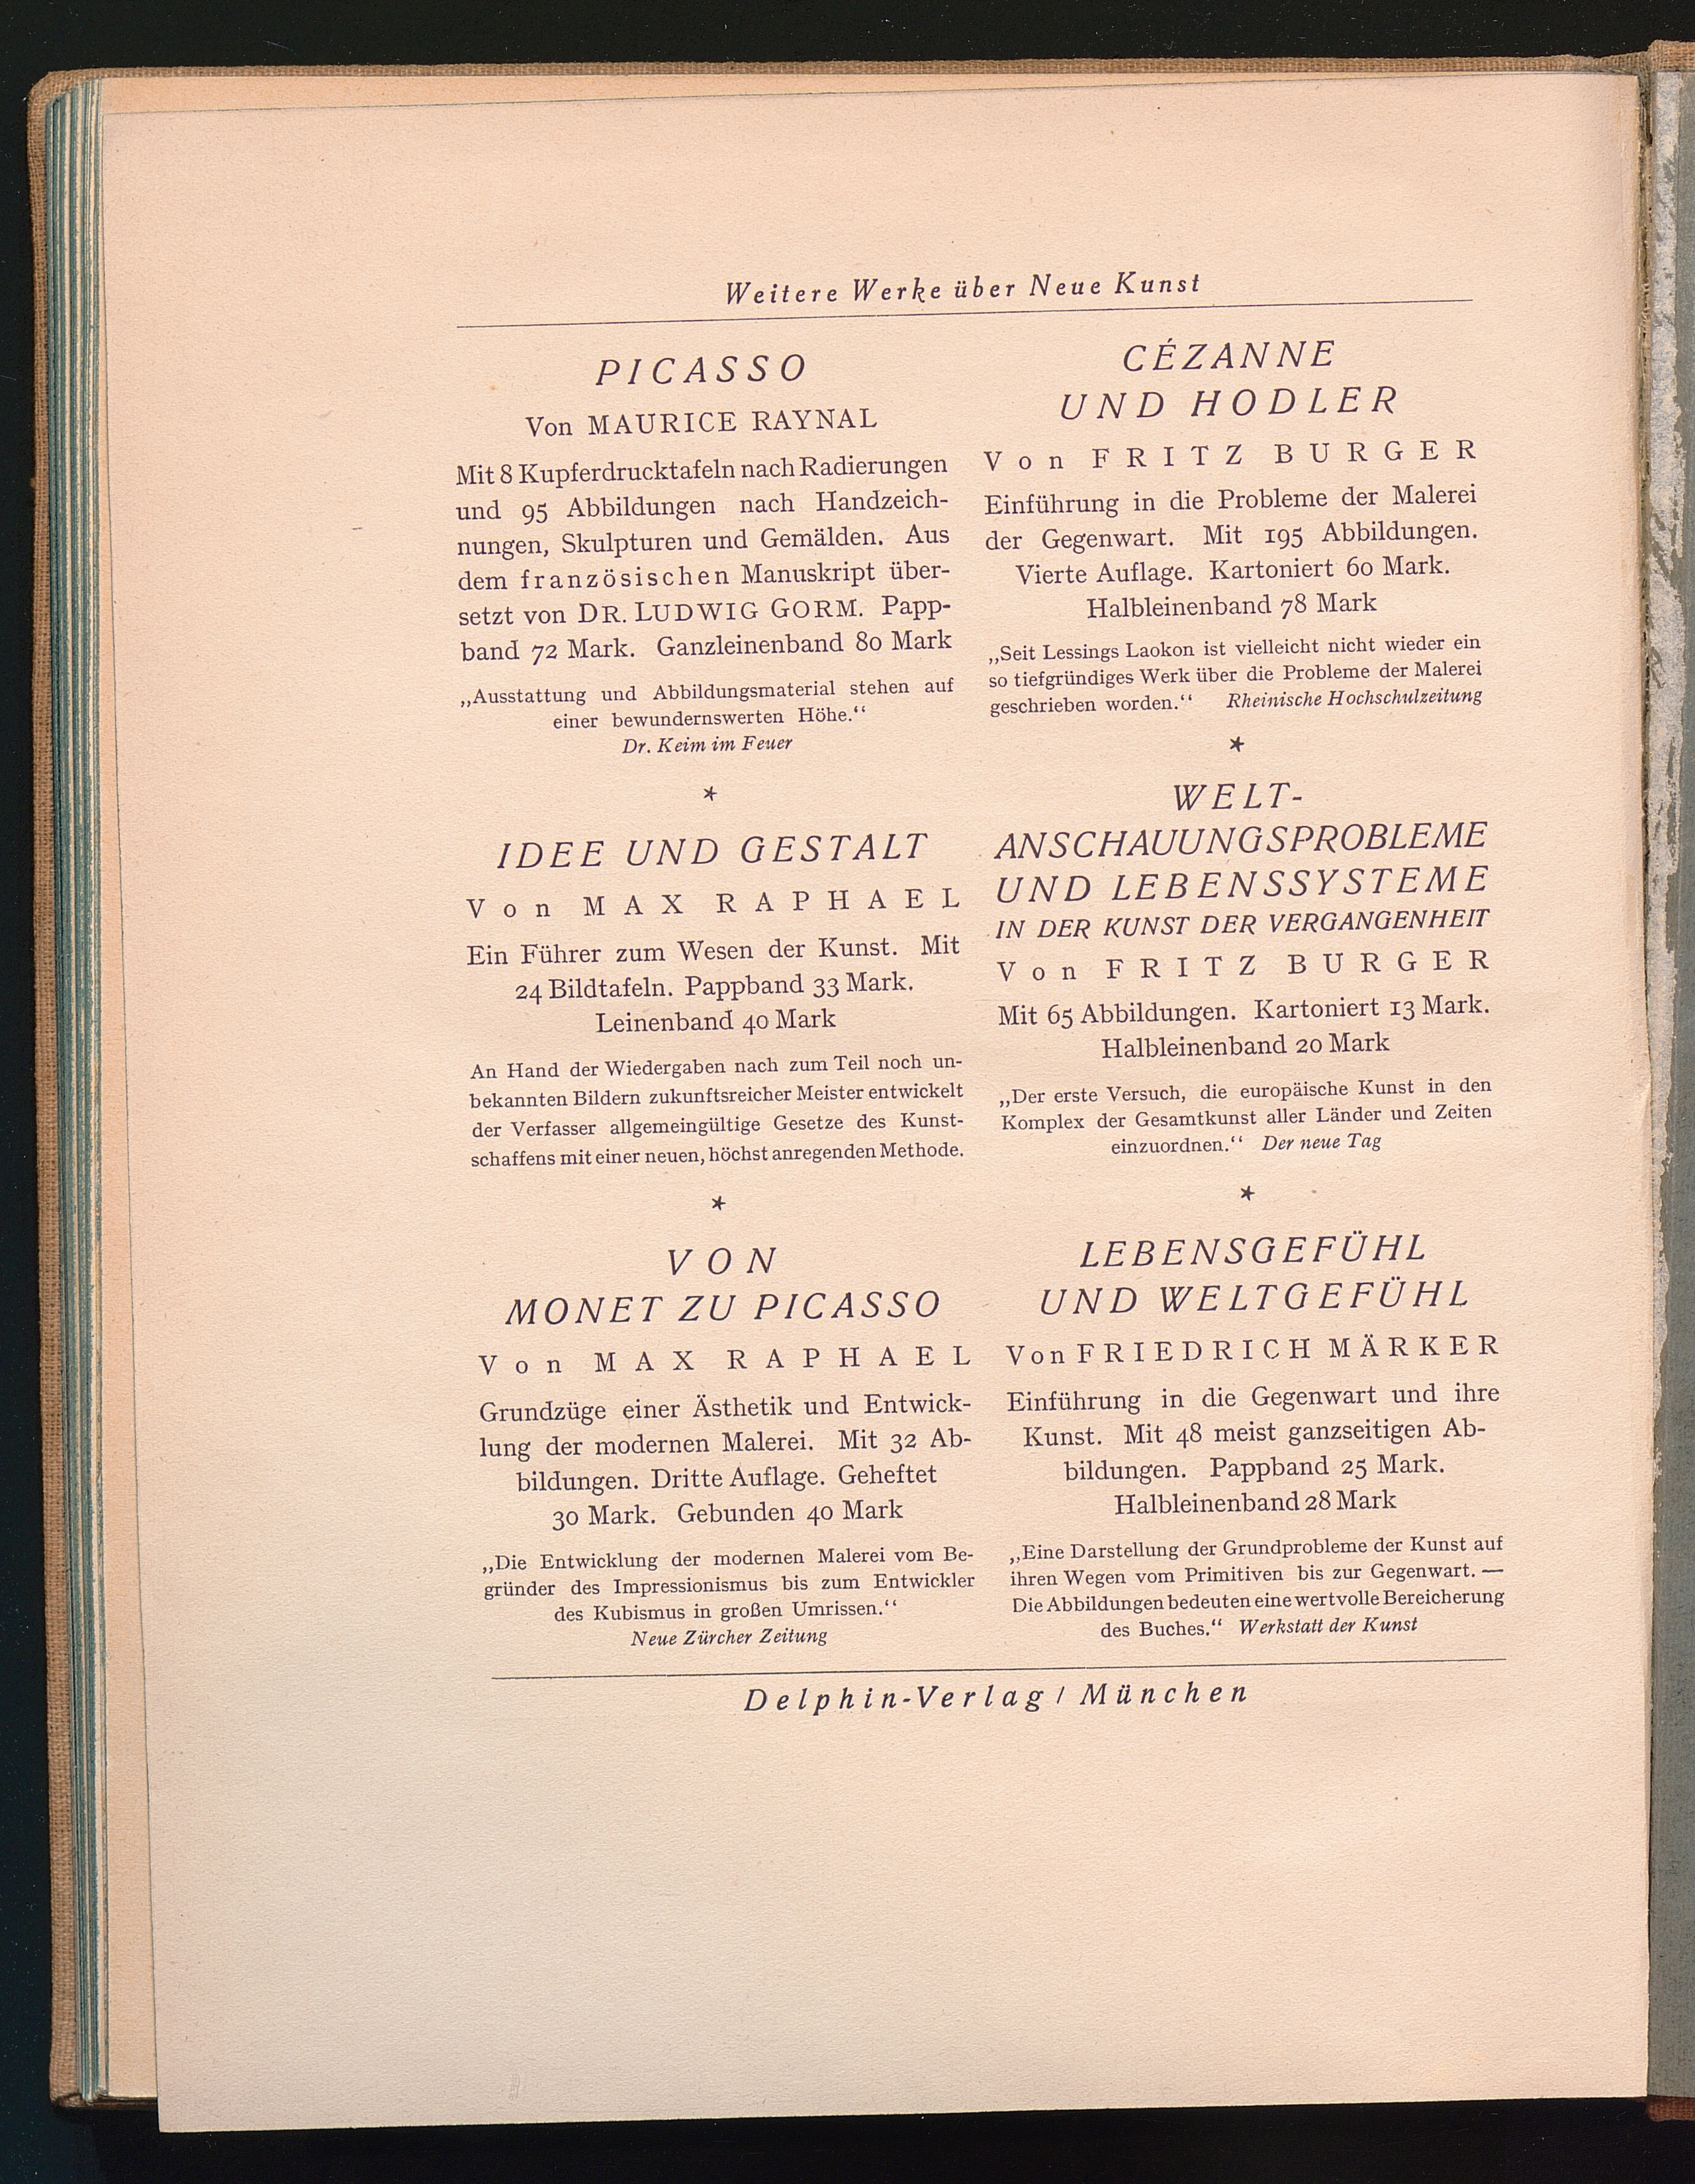 Weitere Werke über Neue Kunst
PICASSO
Von MAURICE RAYNAL
Mit 8 Kupferdrucktafeln nach Radierungen
und 95 Abbildungen nach Handzeich-
nungen, Skulpturen und Gemälden. Aus
dem französischen Manuskript über-
setzt von DR. LUDWIG GORM. Papp-
band 72 Mark. Ganzleinenband 80 Mark
„Ausstattung und Abbildungsmaterial stehen auf
einer bewundernswerten Höhe.“
Dr. Keim im Feuer
*
IDEE UND GESTALT
Von MAX RAPHAEL
Ein Führer zum Wesen der Kunst. Mit
24 Bildtafeln. Pappband 33 Mark.
Leinenband 40 Mark
An Hand der Wiedergaben nach zum Teil noch un-
bekannten Bildern zukunftsreicher Meister entwickelt
der Verfasser allgemeingültige Gesetze des Kunst-
schaffens mit einer neuen, höchst anregenden Methode.
*
VON
MONET ZU PICASSO
Von MAX RAPHAEL
Grundzüge einer Ästhetik und Entwick-
lung der modernen Malerei. Mit 32 Ab-
bildungen. Dritte Auflage. Geheftet
30 Mark. Gebunden 40 Mark
„Die Entwicklung der modernen Malerei vom Be-
gründer des Impressionismus bis zum Entwickler
des Kubismus in großen Umrissen.“
Neue Zürcher Zeitung
CÉZANNE
UND HODLER
Von FRITZ BURGER
Einführung in die Probleme der Malerei
der Gegenwart. Mit 195 Abbildungen.
Vierte Auflage. Kartoniert 60 Mark.
Halbleinenband 78 Mark
„Seit Lessings Laokon ist vielleicht nicht wieder ein
so tiefgründiges Werk über die Probleme der Malerei
geschrieben worden.“ Rheinische Hochschulzeitung
*
WELT-
ANSCHAUUNGSPROBLEME
UND LEBENSSYSTEME
IN DER KUNST DER VERGANGENHEIT
Von FRITZ BURGER
Mit 65 Abbildungen. Kartoniert 13 Mark.
Halbleinenband 20 Mark
„Der erste Versuch, die europäische Kunst in den
Komplex der Gesamtkunst aller Länder und Zeiten
einzuordnen.“ Der neue Tag
*
LEBENSGEFÜHL
UND WELTGEFÜHL
Von FRIEDRICH MÄRKER
Einführung in die Gegenwart und ihre
Kunst. Mit 48 meist ganzseitigen Ab-
bildungen. Pappband 25 Mark.
Halbleinenband 28 Mark
„Eine Darstellung der Grundprobleme der Kunst auf
ihren Wegen vom Primitiven bis zur Gegenwart. —
Die Abbildungen bedeuten eine wertvolle Bereicherung
des Buches.“ Werkstatt der Kunst
Delphin-Verlag / München